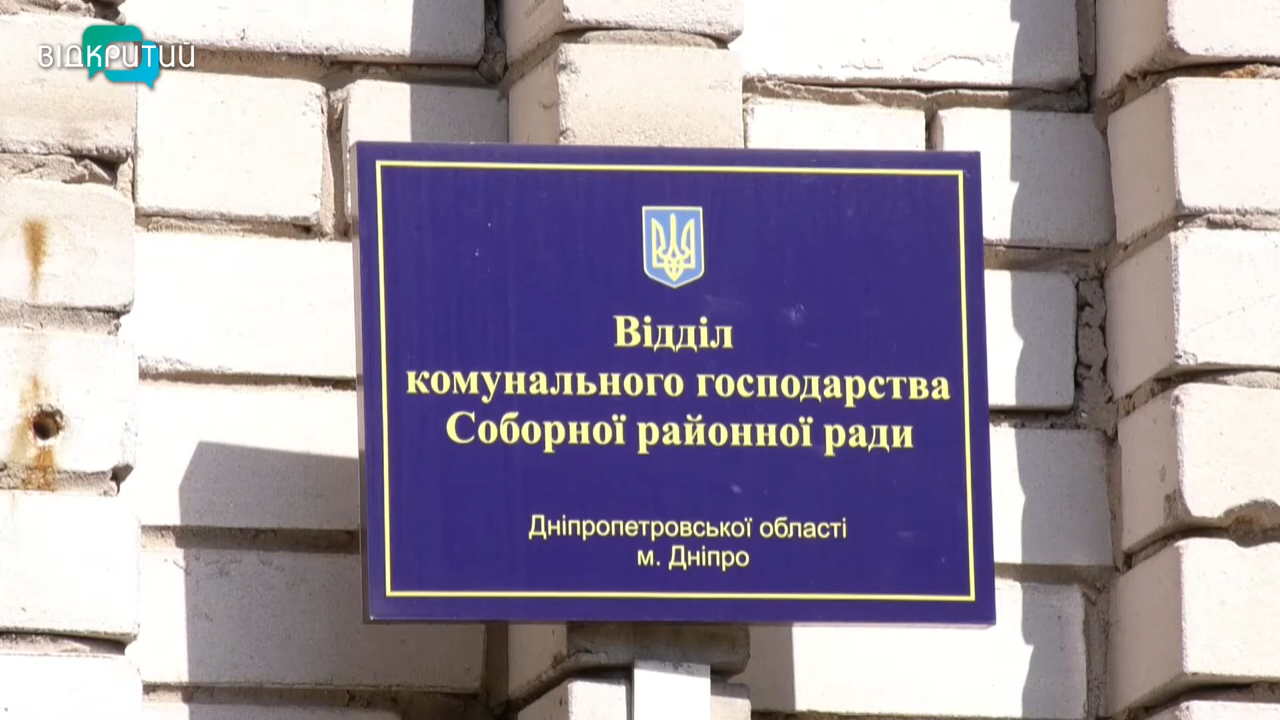 ВІДКРИТИЙ
Відділ
комунального господарства
Соборної районної ради
Дніпропетровської області
м. Дніпро